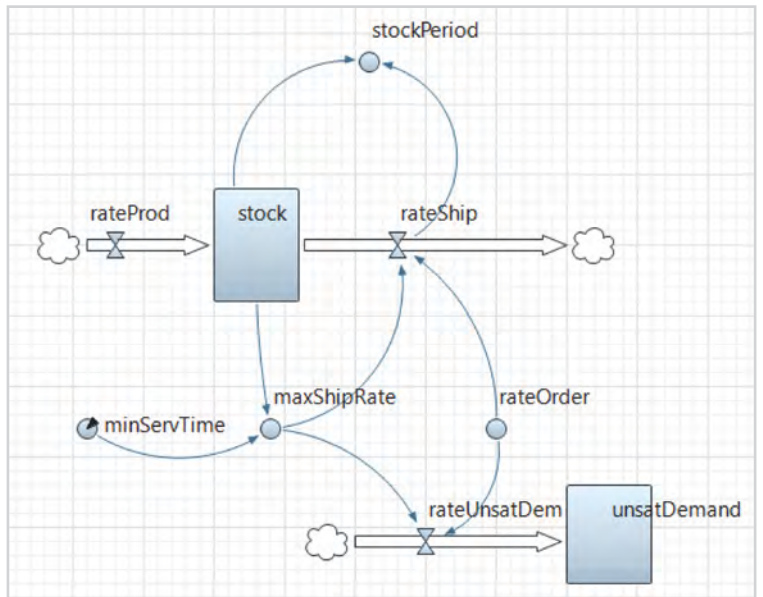 stockPeriod
rateProd
stock
rateShip
maxShipRate
rateOrder
minServTime
rateUnsatDem
unsatDemand